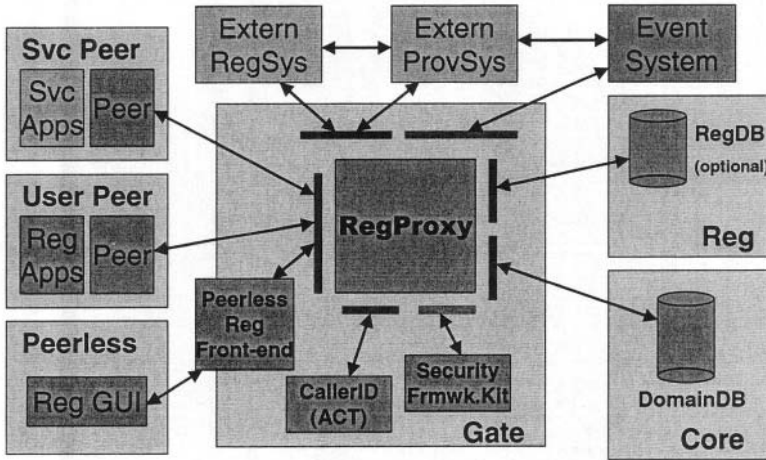 Svc Peer
Svc
Apps
Peer
User Peer
Reg
Apps
Peer
Peerless
Reg GUI
Extern
RegSys
Extern
ProvSys
Event
System
RegProxy
Peerless
Reg
Front-end
CallerID
(ACT)
Security
Frmwk.Kit
Gate
RegDB
(optional)
Reg
DomainDB
Core